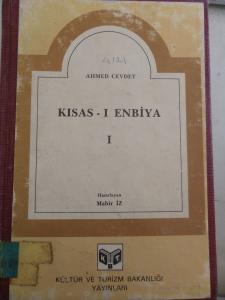 AHMED CEVDET
KISAS - I ENBİYA
I
Hazırlayan
Mahir İZ
KÜLTÜR VE TURİZM BAKANLIĞI
YAYINLARI